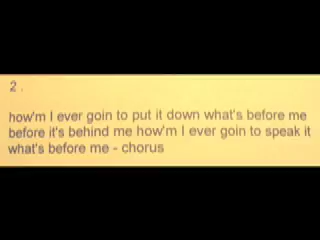 2 .
how'm I ever goin to put it down what's before me
before it's behind me how'm I ever goin to speak it
what's before me - chorus